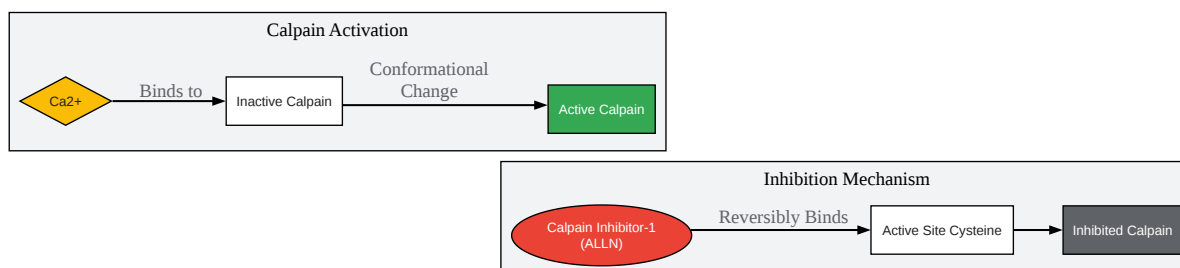 Calpain Activation
Ca2+
Binds to
Inactive Calpain
Conformational
Change
Active Calpain
Inhibition Mechanism
Calpain Inhibitor-1
(ALLN)
Reversibly Binds
Active Site Cysteine
Inhibited Calpain